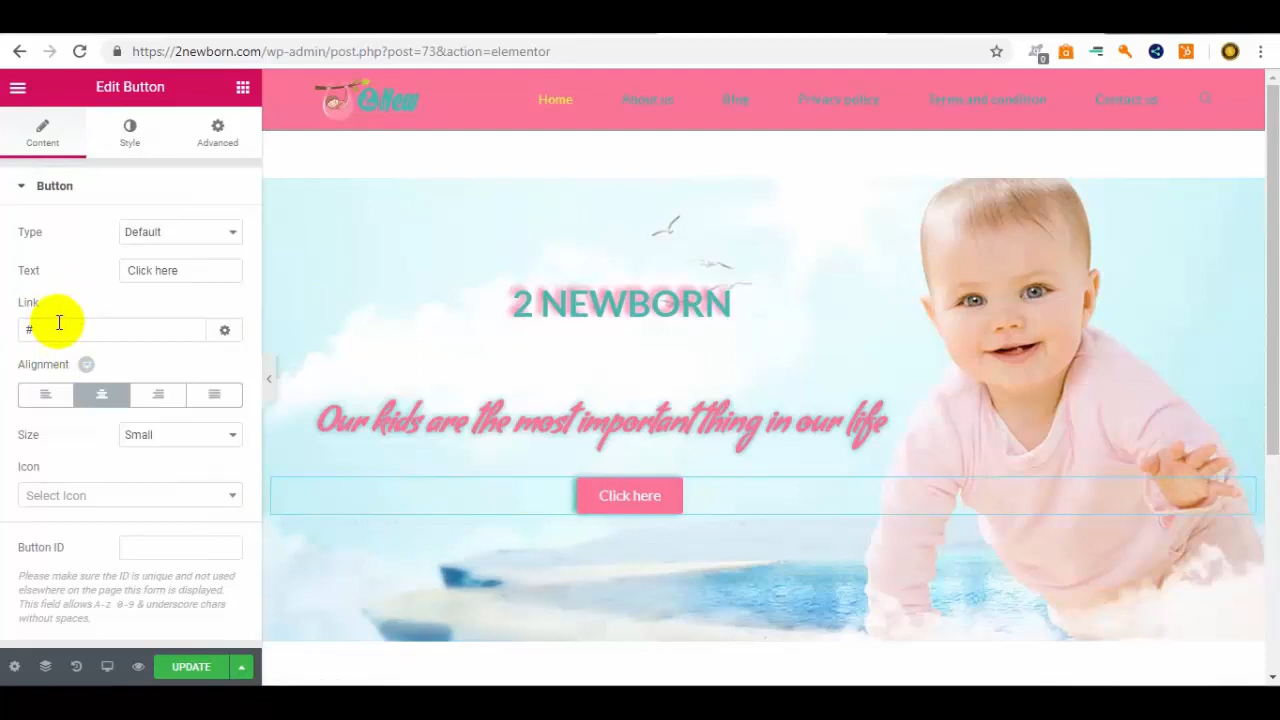 https://2newborn.com/wp-admin/post.php?post=73&action=elementor
0
Edit Button
Content
Style
Advanced
Button
Type
Default
Text
Click here
Link
#
Alignment
Size
Small
Icon
Select Icon
Button ID
Please make sure the ID is unique and not used
elsewhere on the page this form is displayed.
This field allows A-z 0-9 & underscore chars
without spaces.
UPDATE
Home
About us
Blog
Privacy policy
Terms and condition
Contact us
2 NEWBORN
Our kids are the most important thing in our life
Click here